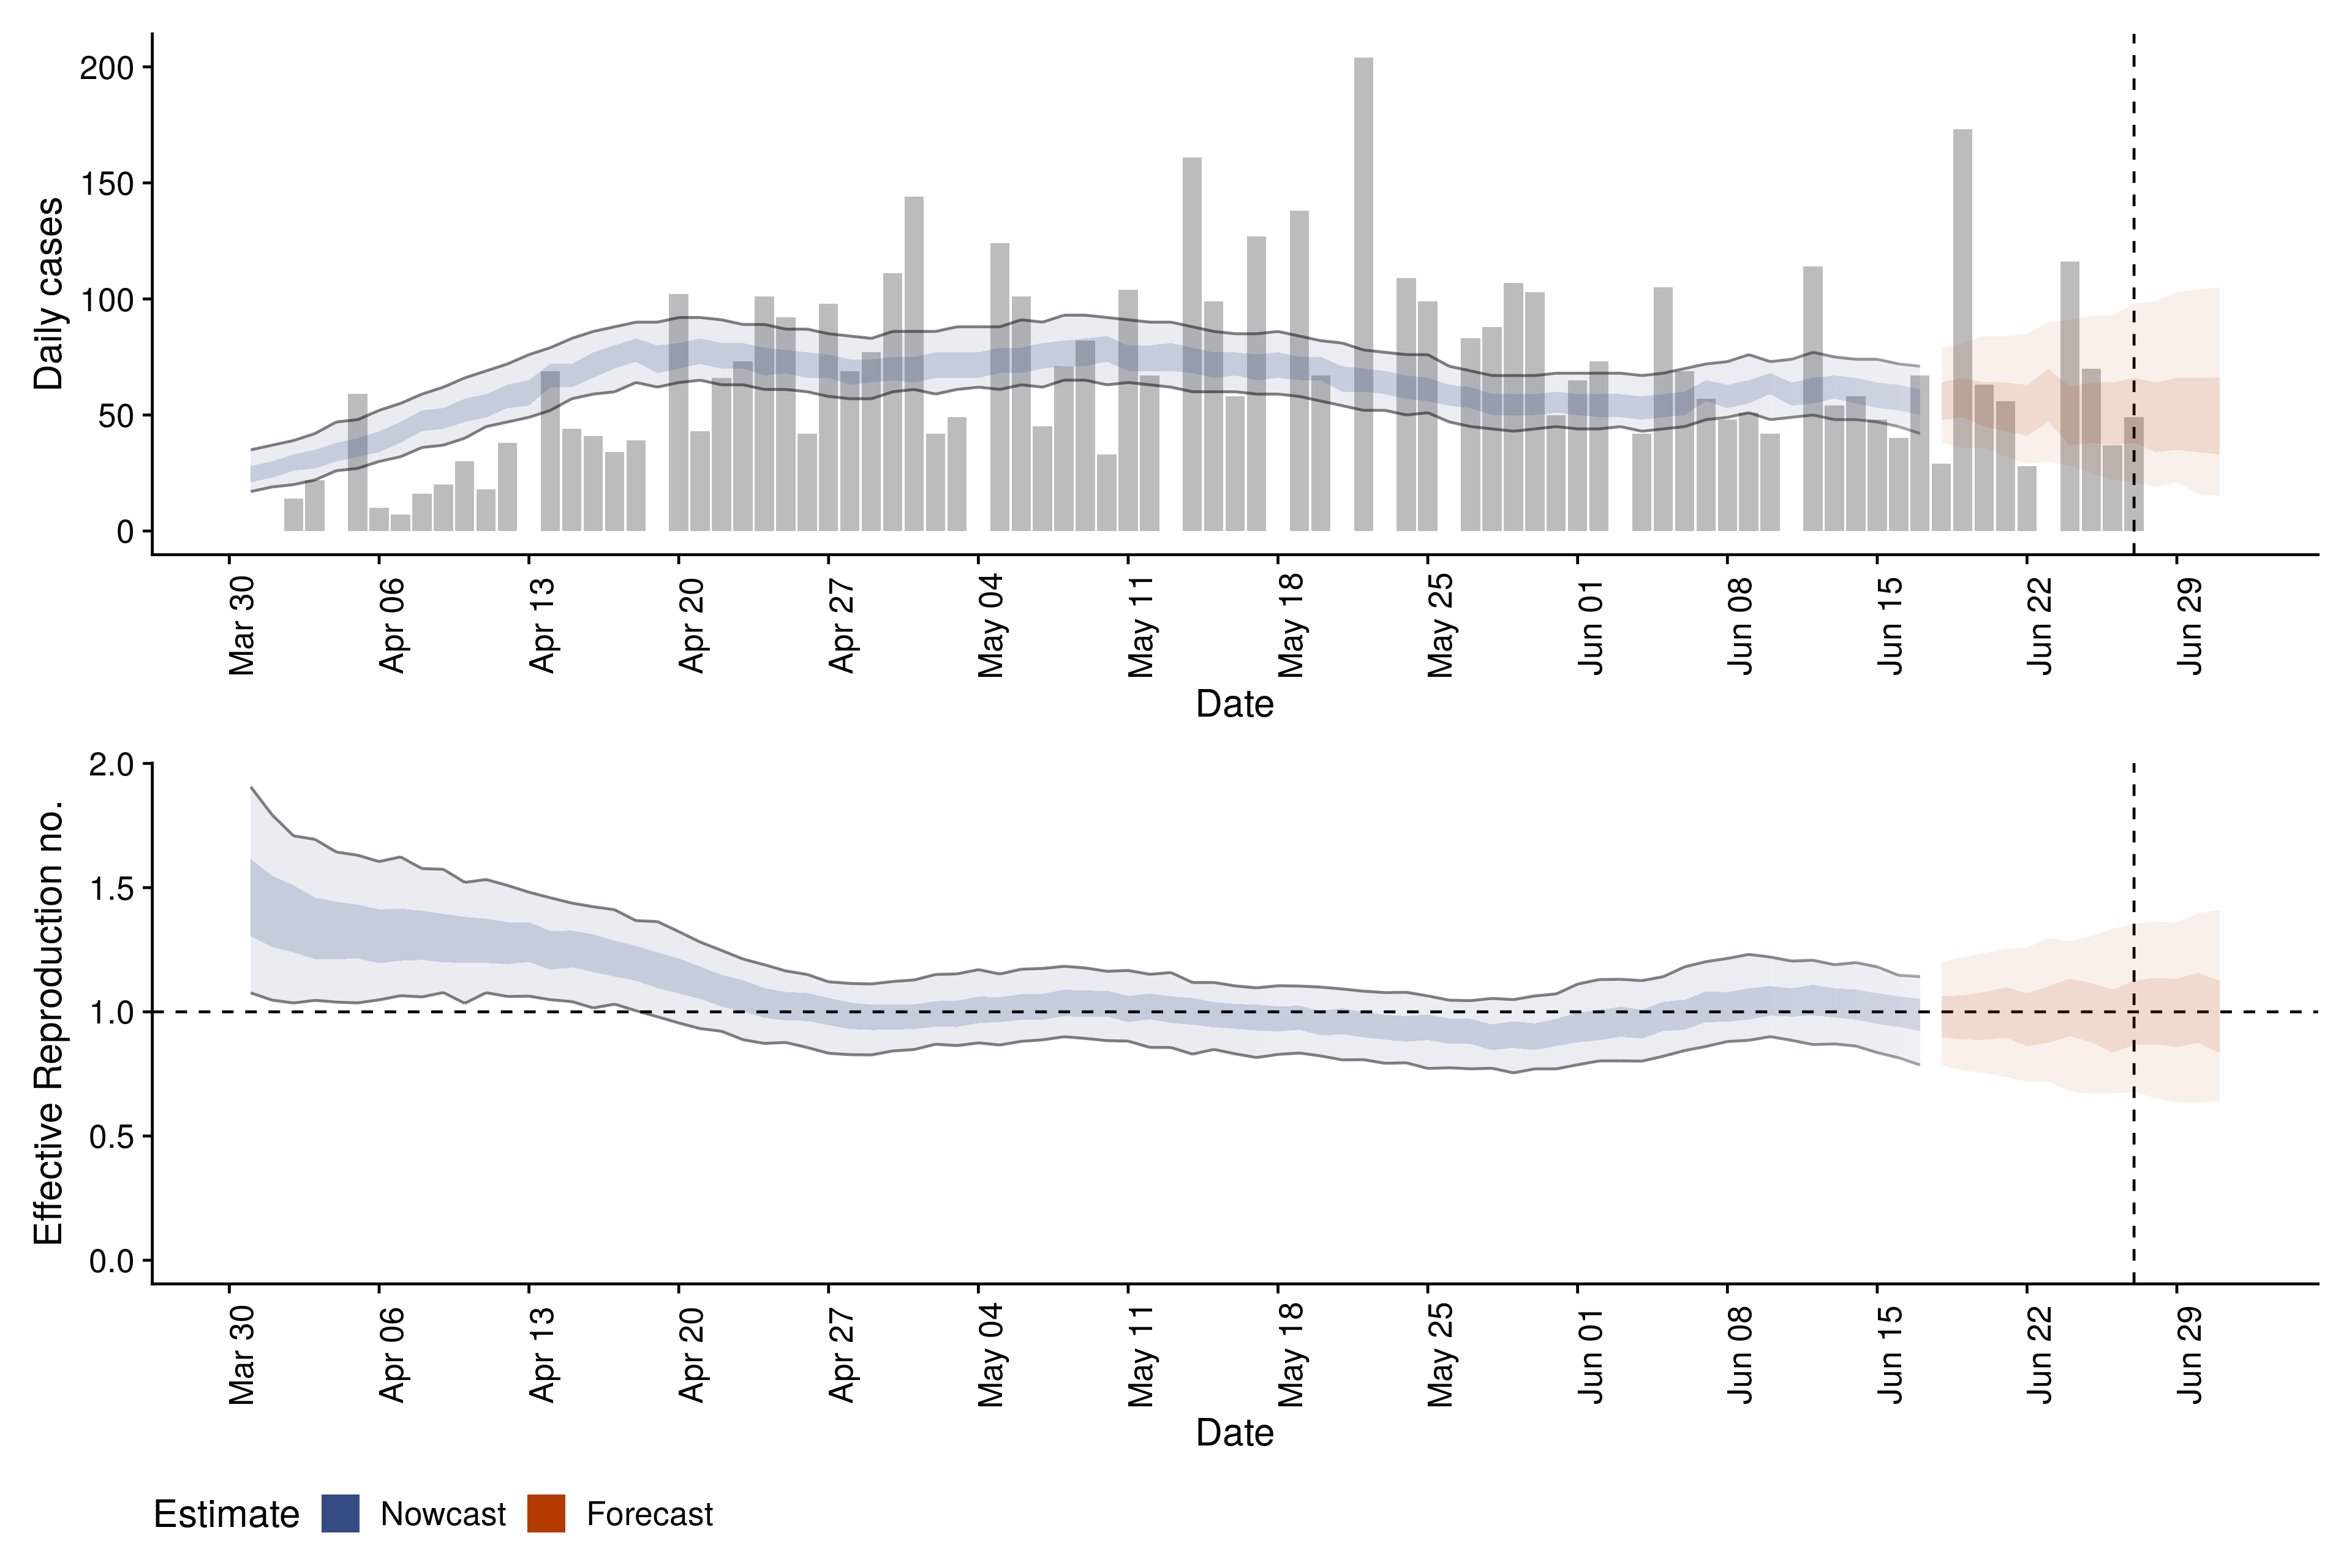 Daily cases
200
150
100
50
0
Mar 30
Apr 06
Apr 13
Apr 20
Apr 27
May 04
May 11
May 18
May 25
Jun 01
Jun 08
Jun 15
Jun 22
Jun 29
Date
Effective Reproduction no.
2.0
1.5
1.0
0.5
0.0
Mar 30
Apr 06
Apr 13
Apr 20
Apr 27
May 04
May 11
May 18
May 25
Jun 01
Jun 08
Jun 15
Jun 22
Jun 29
Date
Estimate Nowcast Forecast